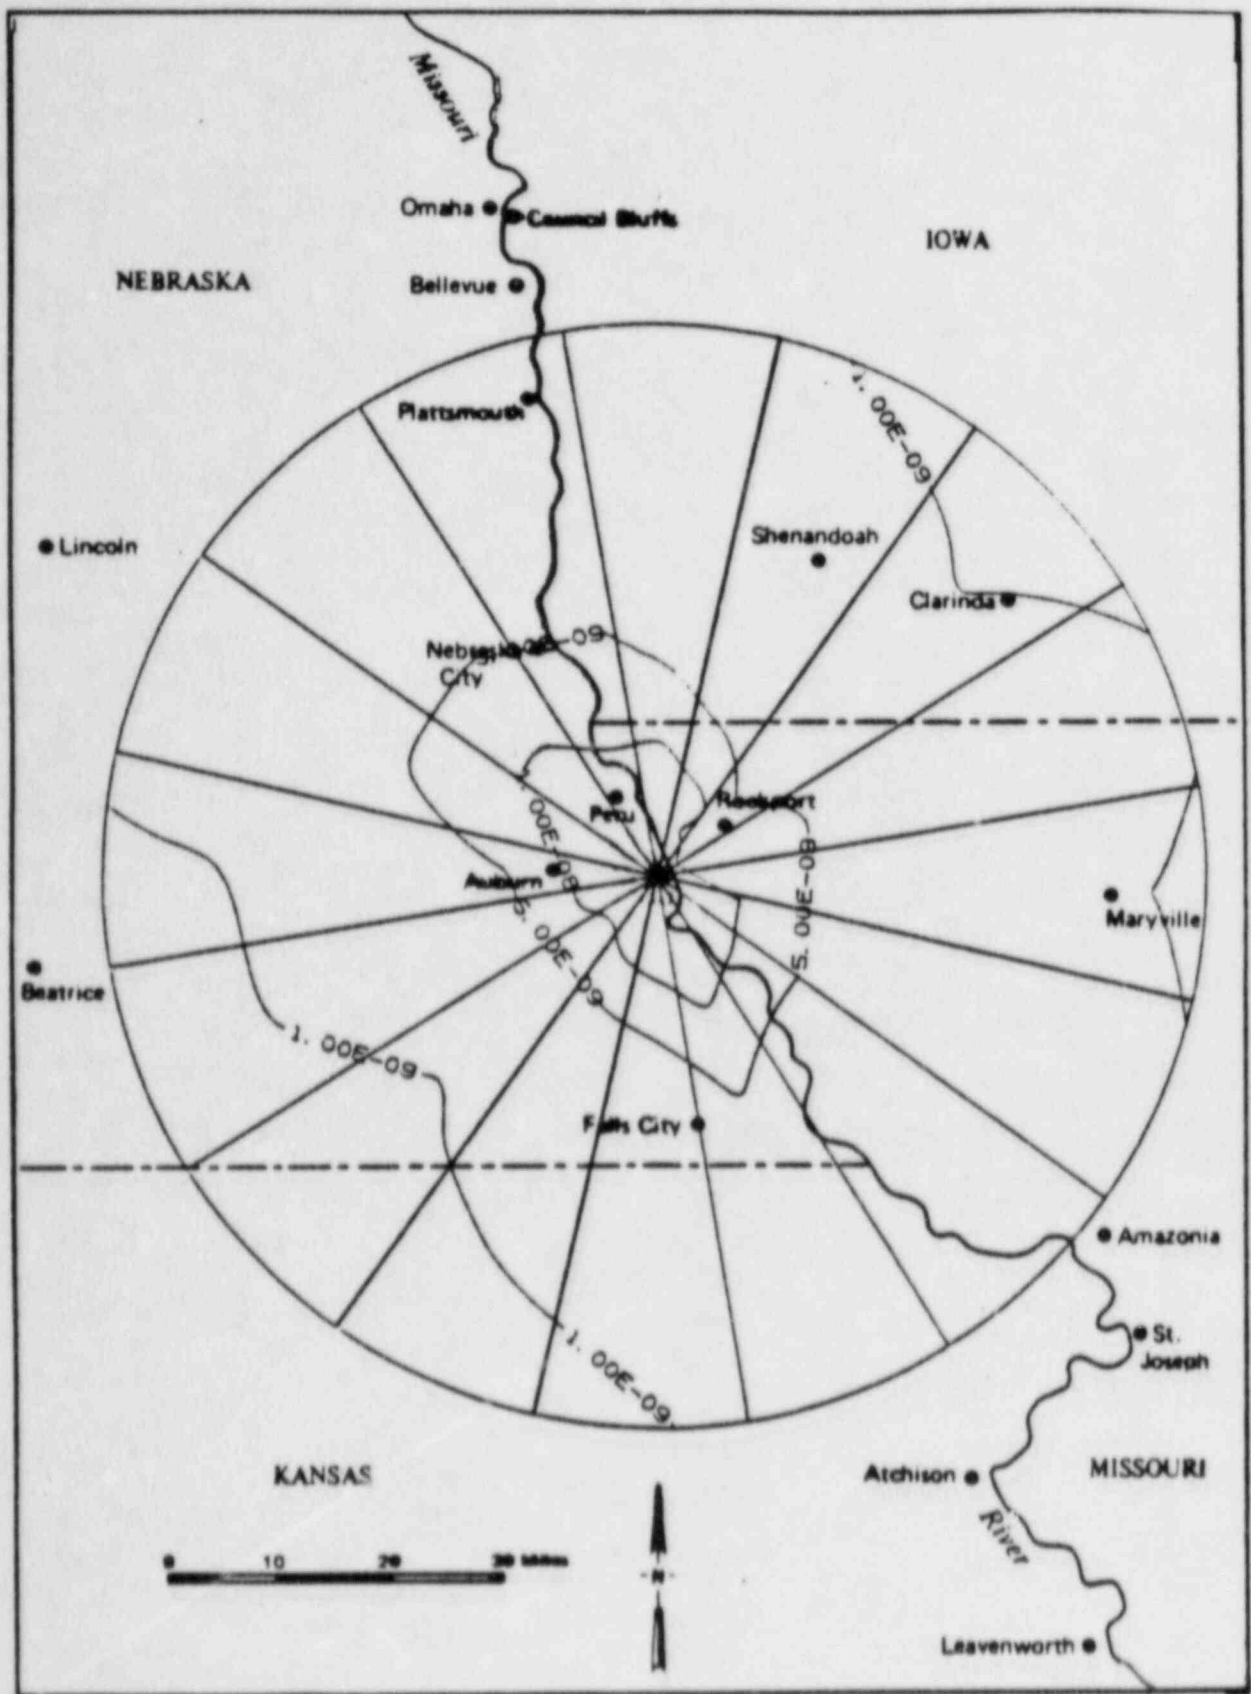 Missouri
Omaha
Council Bluffs
IOWA
NEBRASKA
Bellevue
1.00E-09
Plattsmouth
Shenandoah
Lincoln
Clarinda
Nebraska
City
-09
Peru
Rockport
1.00E-08
Auburn
5.00E-09
5.00E-09
Maryville
Beatrice
1.00E-09
Falls City
Amazonia
St.
Joseph
1.00E-09
KANSAS
Atchison
MISSOURI
River
0 10 20 30 Miles
N
Leavenworth